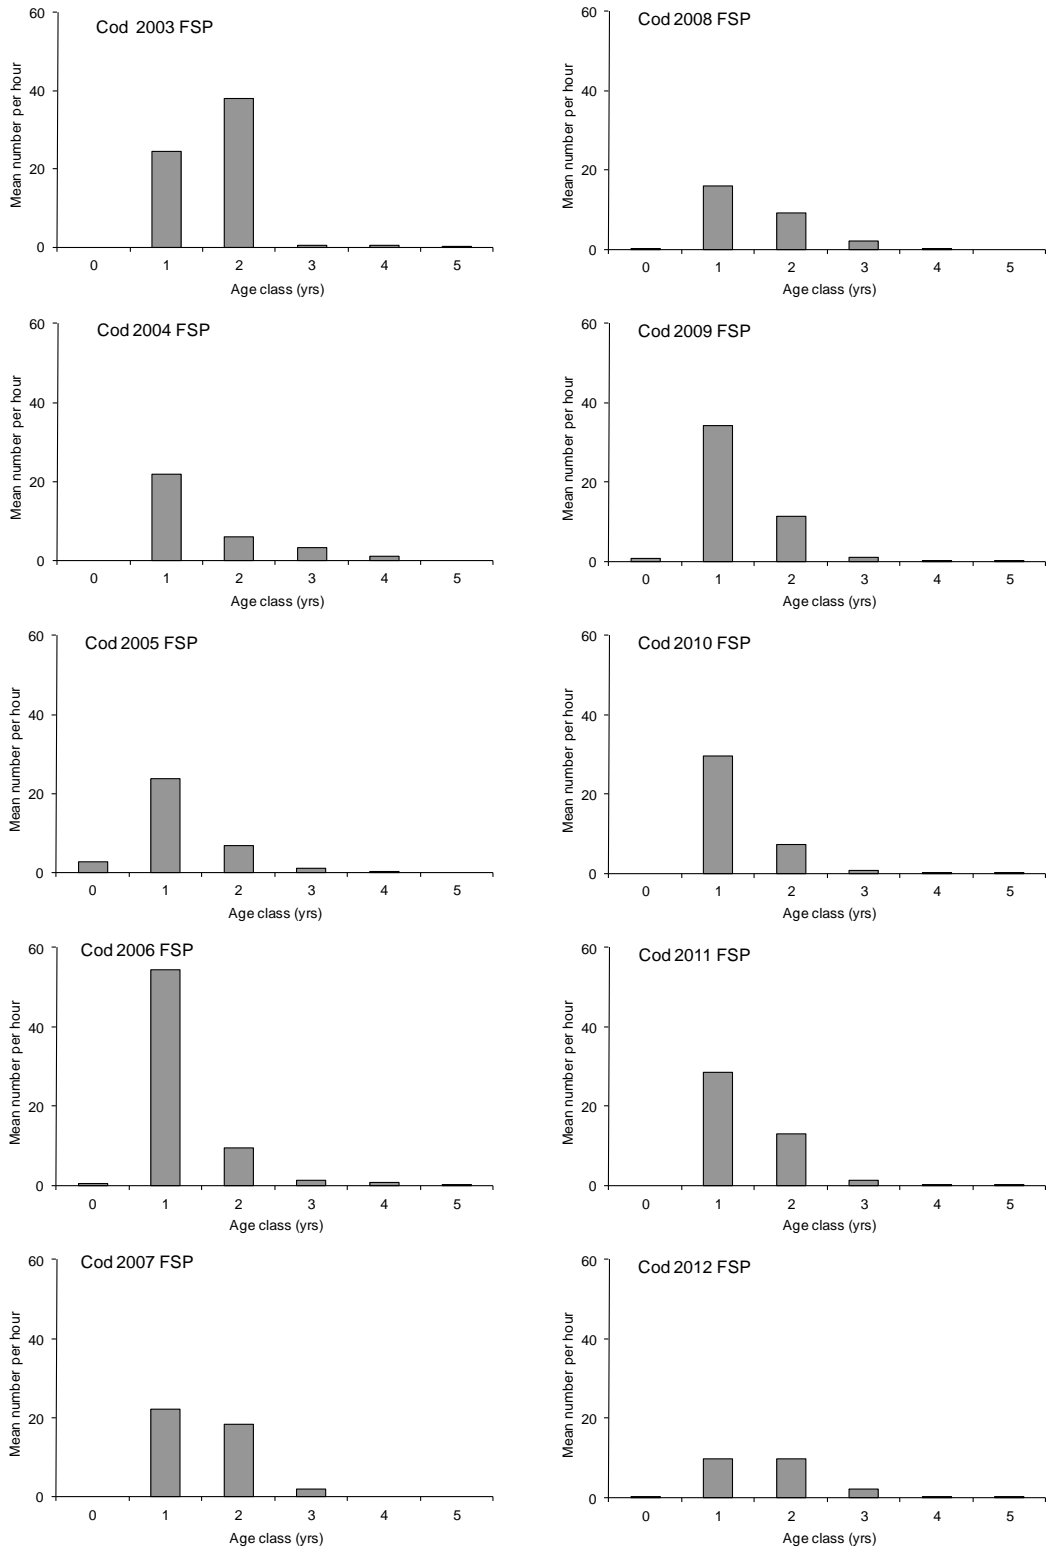 Cod 2003 FSP
Mean number per hour
60
40
20
0
0 1 2 3 4 5
Age class (yrs)
Cod 2004 FSP
Mean number per hour
60
40
20
0
0 1 2 3 4 5
Age class (yrs)
Cod 2005 FSP
Mean number per hour
60
40
20
0
0 1 2 3 4 5
Age class (yrs)
Cod 2006 FSP
Mean number per hour
60
40
20
0
0 1 2 3 4 5
Age class (yrs)
Cod 2007 FSP
Mean number per hour
60
40
20
0
0 1 2 3 4 5
Age class (yrs)
Cod 2008 FSP
Mean number per hour
60
40
20
0
0 1 2 3 4 5
Age class (yrs)
Cod 2009 FSP
Mean number per hour
60
40
20
0
0 1 2 3 4 5
Age class (yrs)
Cod 2010 FSP
Mean number per hour
60
40
20
0
0 1 2 3 4 5
Age class (yrs)
Cod 2011 FSP
Mean number per hour
60
40
20
0
0 1 2 3 4 5
Age class (yrs)
Cod 2012 FSP
Mean number per hour
60
40
20
0
0 1 2 3 4 5
Age class (yrs)